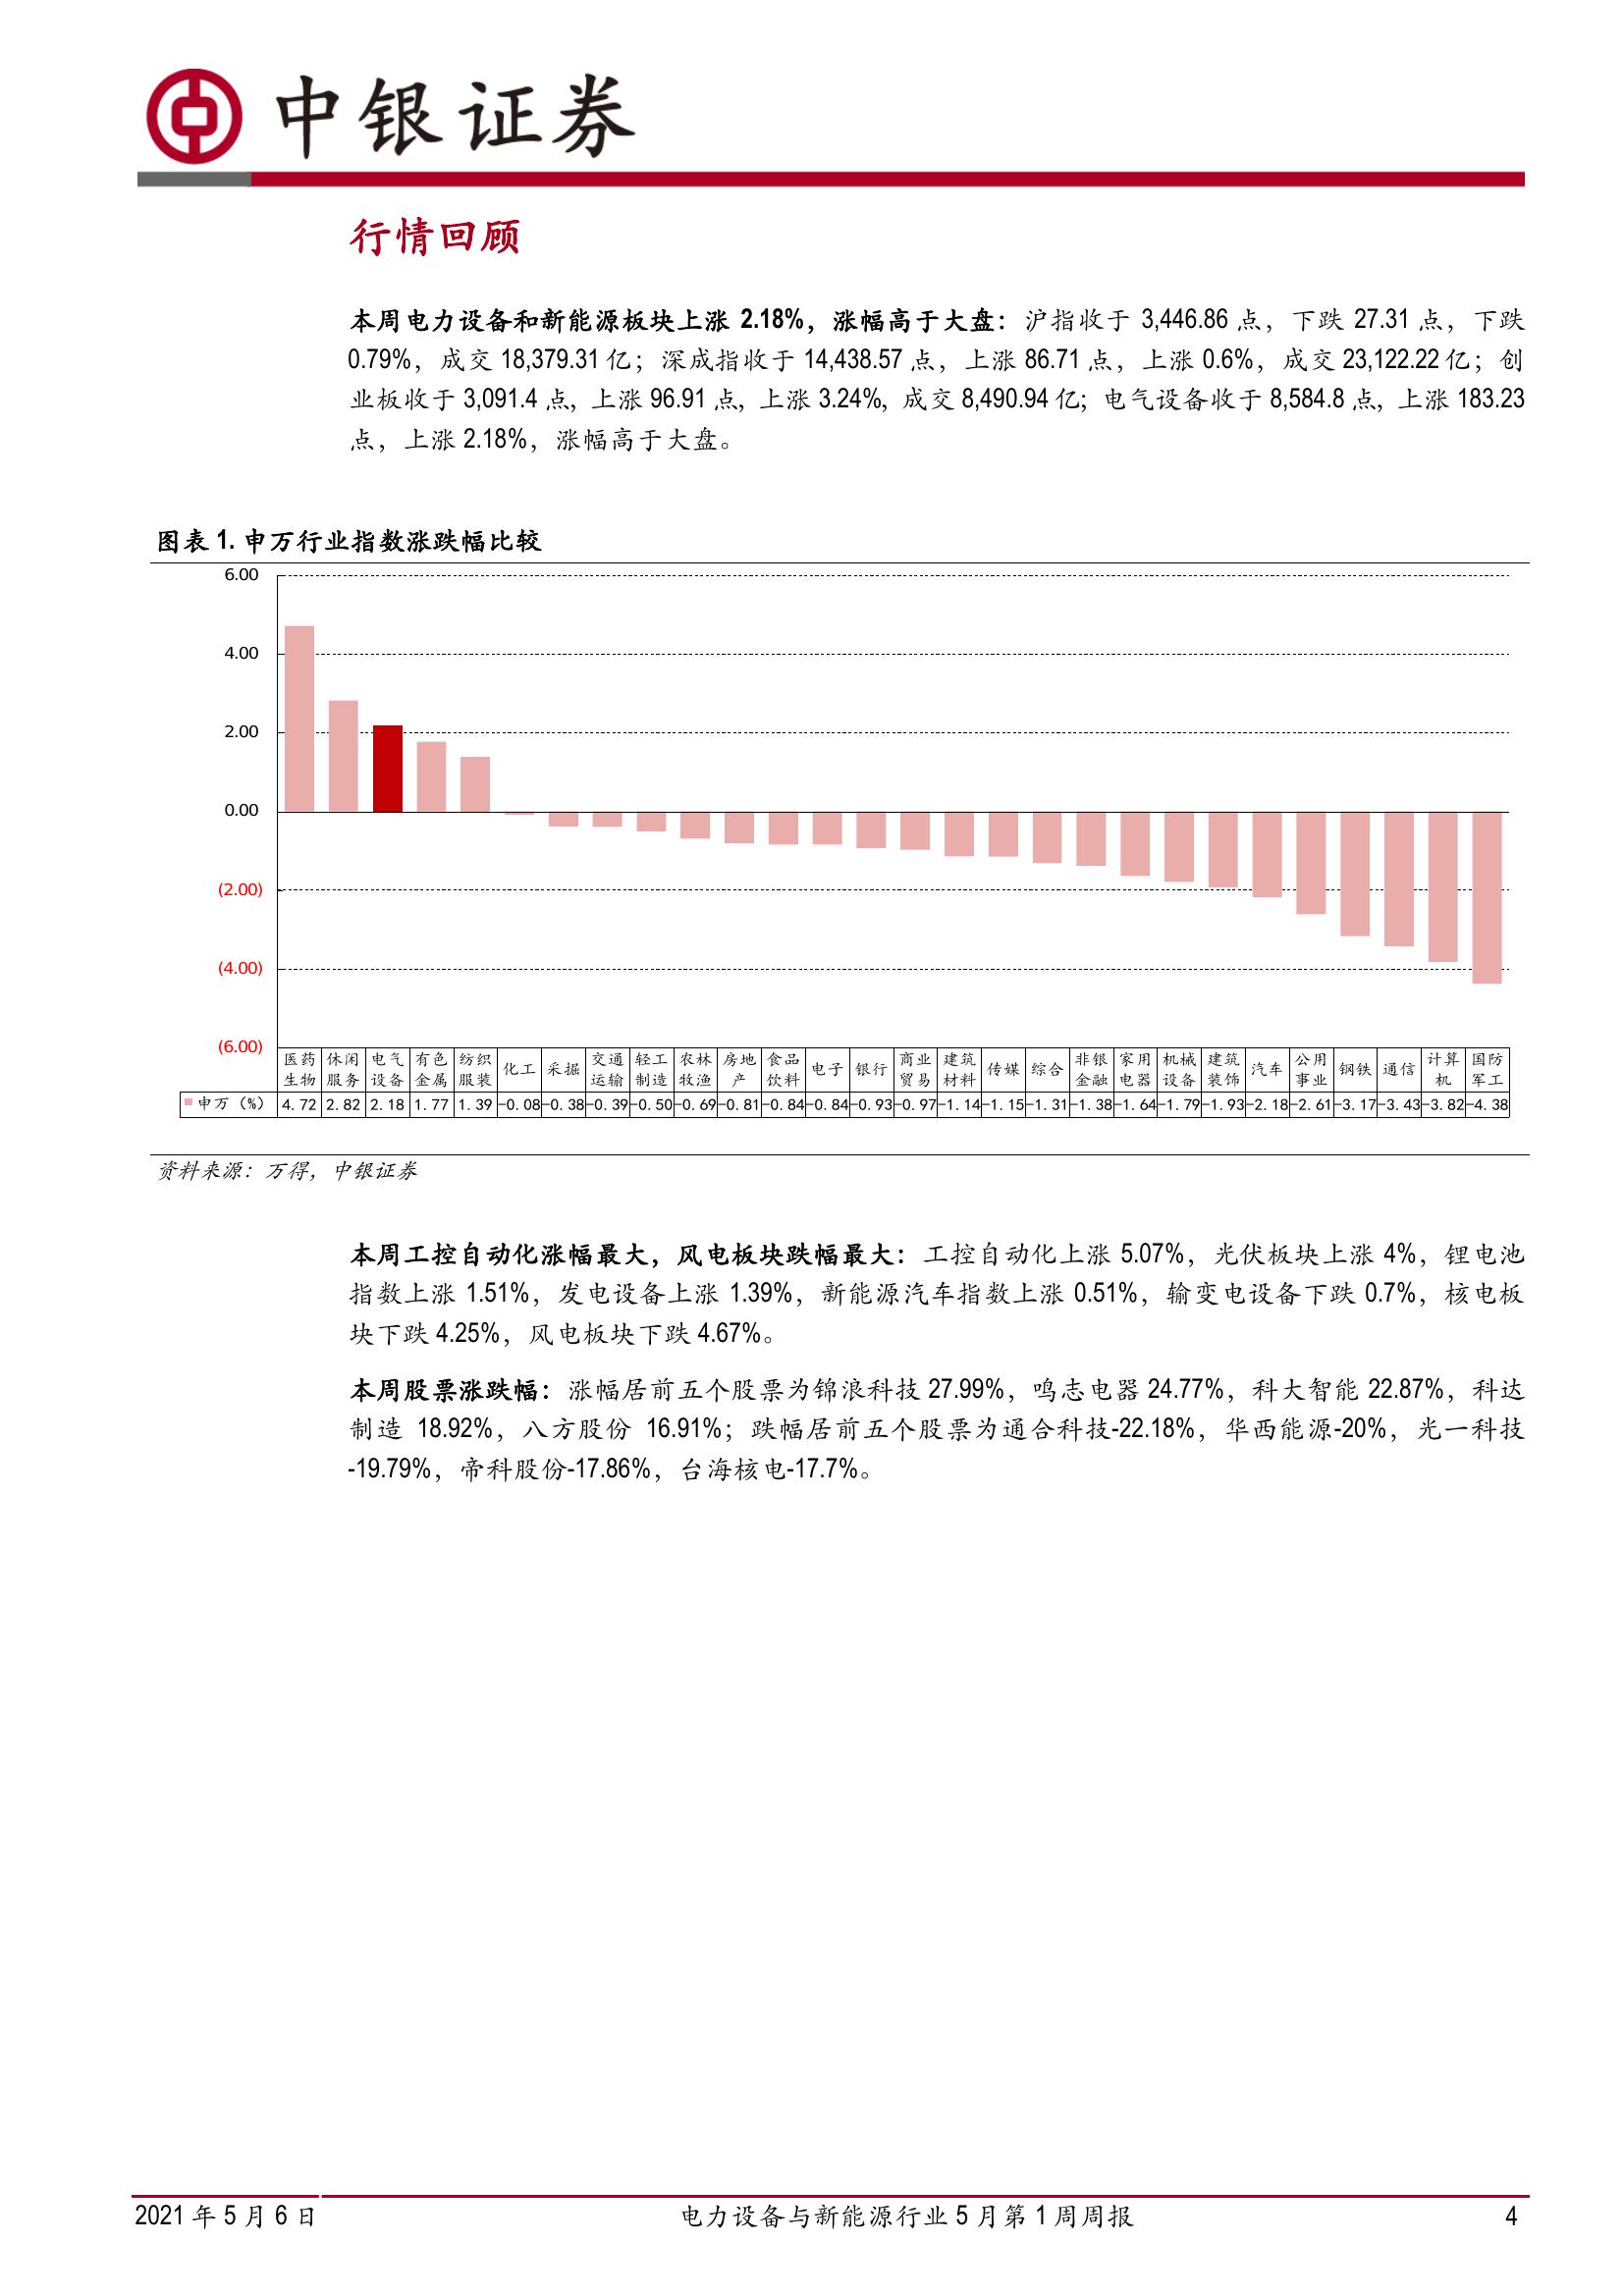 中银证券
行情回顾
本周电力设备和新能源板块上涨 2.18%，涨幅高于大盘：沪指收于 3,446.86 点，下跌 27.31 点，下跌
0.79%，成交 18,379.31 亿；深成指收于 14,438.57 点，上涨 86.71 点，上涨 0.6%，成交 23,122.22 亿；创
业板收于 3,091.4 点，上涨 96.91 点，上涨 3.24%，成交 8,490.94 亿；电气设备收于 8,584.8 点，上涨 183.23
点，上涨 2.18%，涨幅高于大盘。
图表 1. 申万行业指数涨跌幅比较
6.00
4.00
2.00
0.00
(2.00)
(4.00)
(6.00)
医药 休闲 电气 有色 纺织 化工 采掘 交通 轻工 农林 房地 食品 电子 银行 商业 建筑 传媒 综合 非银 家用 机械 建筑 汽车 公用 钢铁 通信 计算 国防
生物 服务 设备 金属 服装 运输 制造 牧渔 产 饮料 贸易 材料 金融 电器 设备 装饰 事业 机 军工
申万（%） 4.72 2.82 2.18 1.77 1.39 -0.08 -0.38 -0.39 -0.50 -0.69 -0.81 -0.84 -0.84 -0.93 -0.97 -1.14 -1.15 -1.31 -1.38 -1.64 -1.79 -1.93 -2.18 -2.61 -3.17 -3.43 -3.82 -4.38
资料来源：万得，中银证券
本周工控自动化涨幅最大，风电板块跌幅最大：工控自动化上涨 5.07%，光伏板块上涨 4%，锂电池
指数上涨 1.51%，发电设备上涨 1.39%，新能源汽车指数上涨 0.51%，输变电设备下跌 0.7%，核电板
块下跌 4.25%，风电板块下跌 4.67%。
本周股票涨跌幅：涨幅居前五个股票为锦浪科技 27.99%，鸣志电器 24.77%，科大智能 22.87%，科达
制造 18.92%，八方股份 16.91%；跌幅居前五个股票为通合科技-22.18%，华西能源-20%，光一科技
-19.79%，帝科股份-17.86%，台海核电-17.7%。
2021 年 5 月 6 日 电力设备与新能源行业 5 月第 1 周周报 4